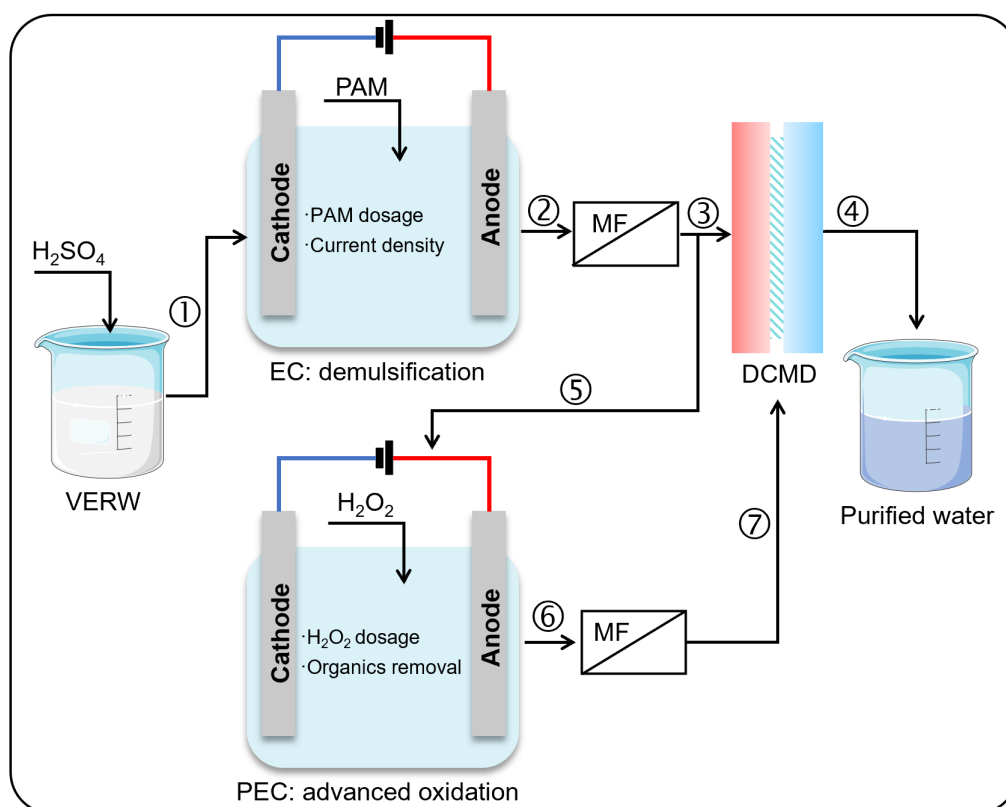 PAM
Cathode
Anode
·PAM dosage
·Current density
②
MF
③
④
H₂SO₄
①
EC: demulsification
DCMD
⑤
VERW
H₂O₂
⑦
Purified water
Cathode
Anode
·H₂O₂ dosage
·Organics removal
⑥
MF
PEC: advanced oxidation